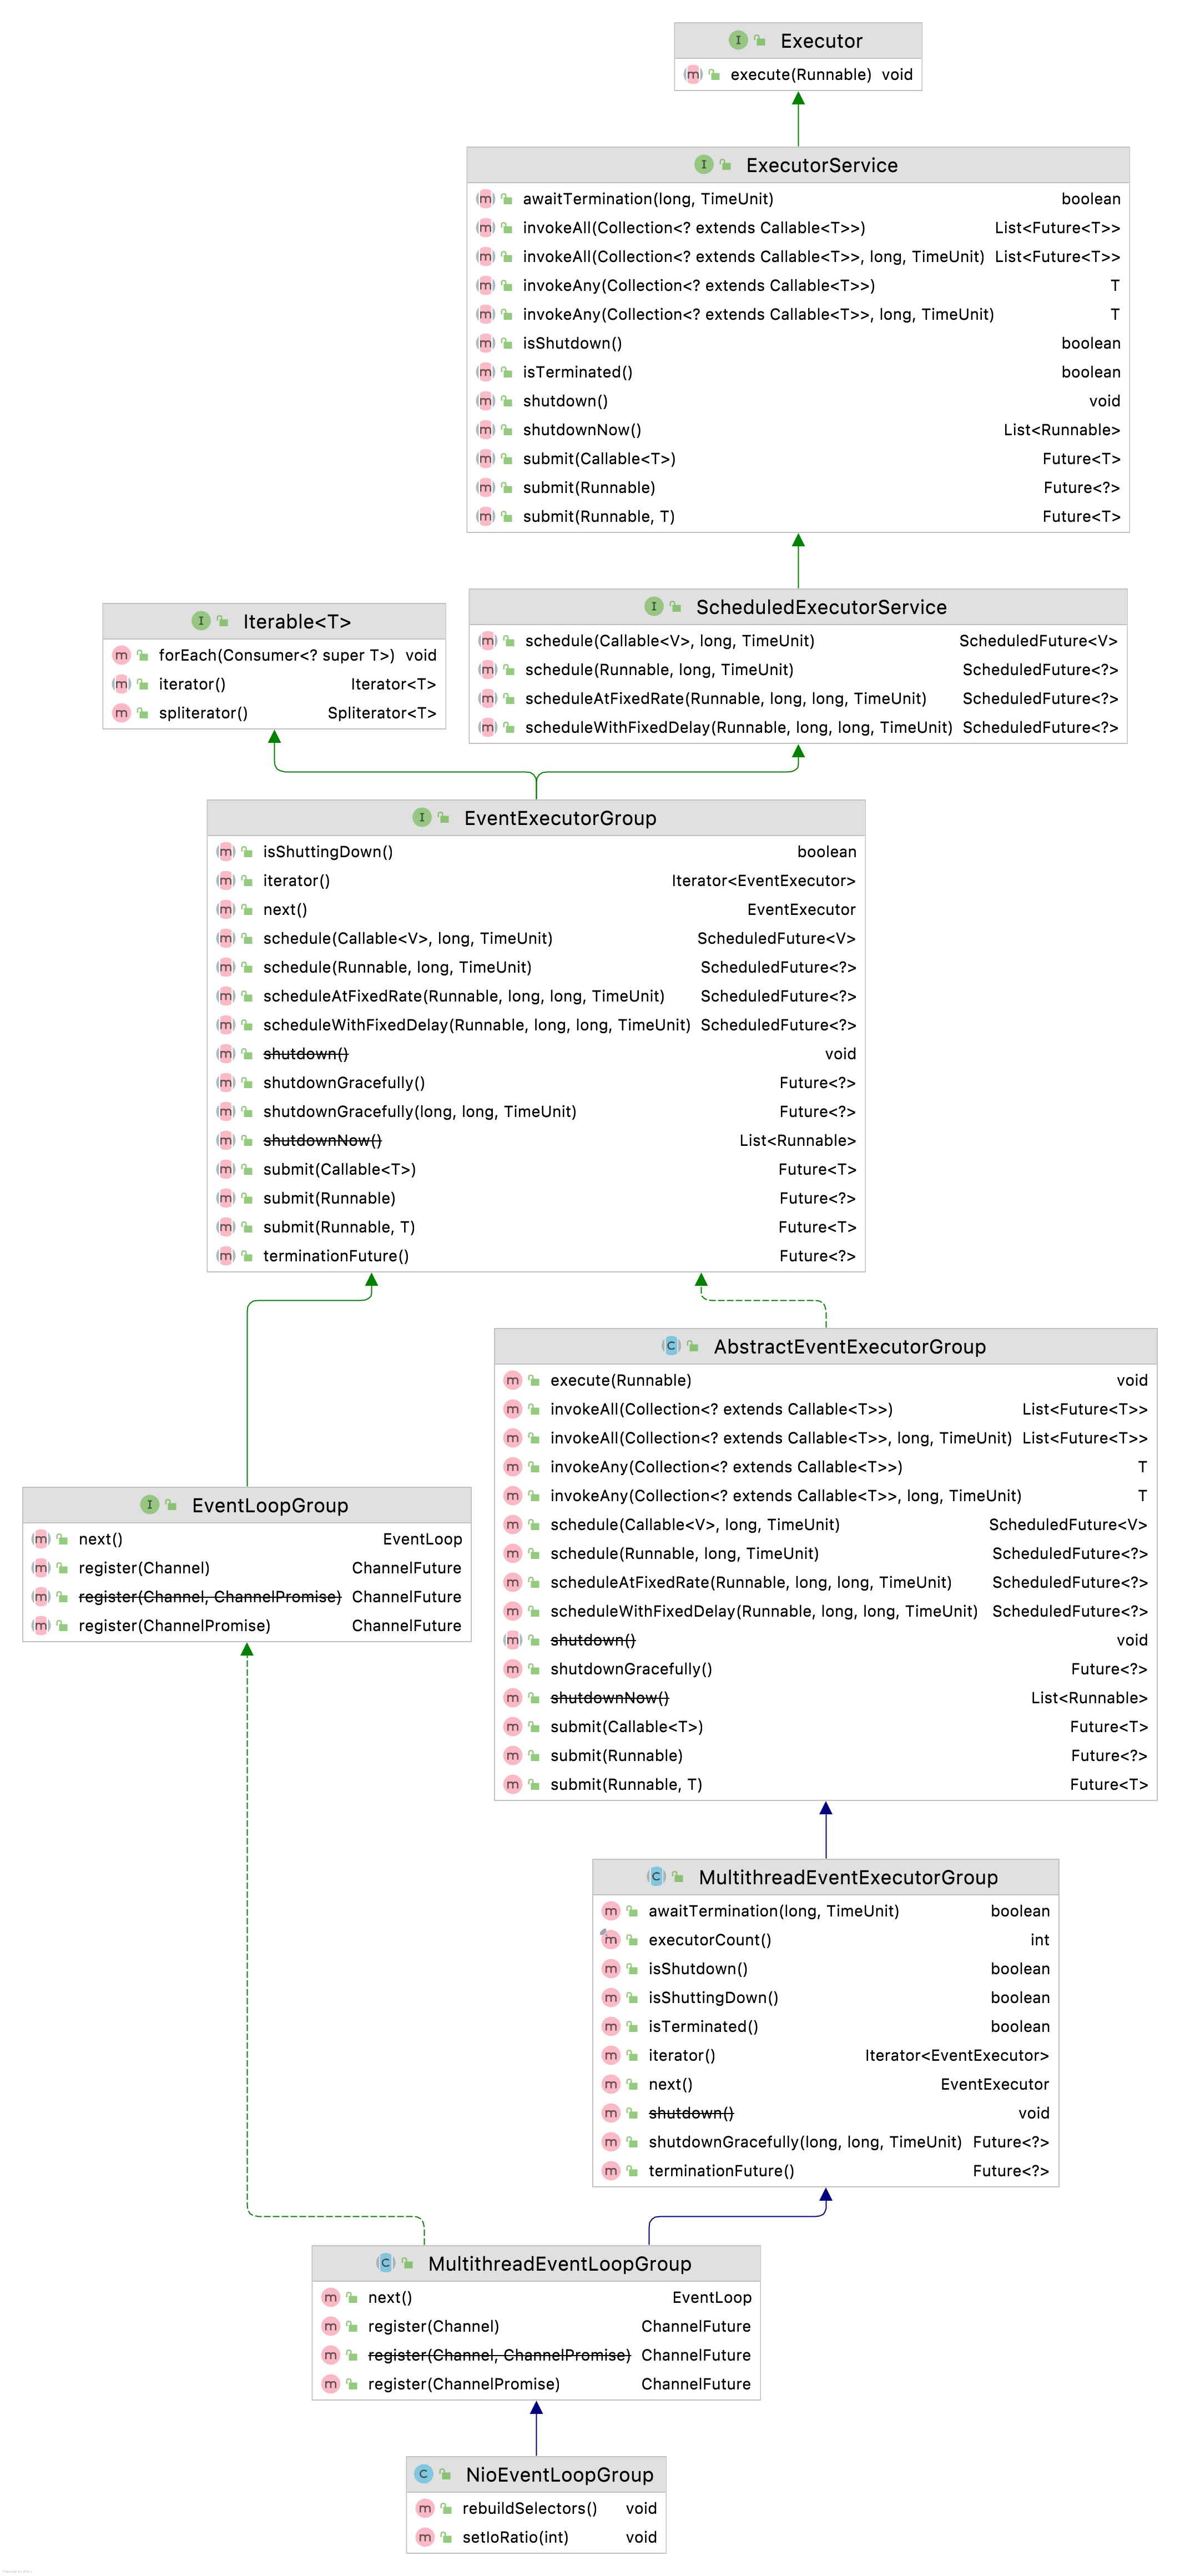 Executor
execute(Runnable) void
ExecutorService
awaitTermination(long, TimeUnit) boolean
invokeAll(Collection<? extends Callable<T>>) List<Future<T>>
invokeAll(Collection<? extends Callable<T>>, long, TimeUnit) List<Future<T>>
invokeAny(Collection<? extends Callable<T>>) T
invokeAny(Collection<? extends Callable<T>>, long, TimeUnit) T
isShutdown() boolean
isTerminated() boolean
shutdown() void
shutdownNow() List<Runnable>
submit(Callable<T>) Future<T>
submit(Runnable) Future<?>
submit(Runnable, T) Future<T>
Iterable<T>
forEach(Consumer<? super T>) void
iterator() Iterator<T>
spliterator() Spliterator<T>
ScheduledExecutorService
schedule(Callable<V>, long, TimeUnit) ScheduledFuture<V>
schedule(Runnable, long, TimeUnit) ScheduledFuture<?>
scheduleAtFixedRate(Runnable, long, long, TimeUnit) ScheduledFuture<?>
scheduleWithFixedDelay(Runnable, long, long, TimeUnit) ScheduledFuture<?>
EventExecutorGroup
isShuttingDown() boolean
iterator() Iterator<EventExecutor>
next() EventExecutor
schedule(Callable<V>, long, TimeUnit) ScheduledFuture<V>
schedule(Runnable, long, TimeUnit) ScheduledFuture<?>
scheduleAtFixedRate(Runnable, long, long, TimeUnit) ScheduledFuture<?>
scheduleWithFixedDelay(Runnable, long, long, TimeUnit) ScheduledFuture<?>
shutdown() void
shutdownGracefully() Future<?>
shutdownGracefully(long, long, TimeUnit) Future<?>
shutdownNow() List<Runnable>
submit(Callable<T>) Future<T>
submit(Runnable) Future<?>
submit(Runnable, T) Future<T>
terminationFuture() Future<?>
AbstractEventExecutorGroup
execute(Runnable) void
invokeAll(Collection<? extends Callable<T>>) List<Future<T>>
invokeAll(Collection<? extends Callable<T>>, long, TimeUnit) List<Future<T>>
invokeAny(Collection<? extends Callable<T>>) T
invokeAny(Collection<? extends Callable<T>>, long, TimeUnit) T
schedule(Callable<V>, long, TimeUnit) ScheduledFuture<V>
schedule(Runnable, long, TimeUnit) ScheduledFuture<?>
scheduleAtFixedRate(Runnable, long, long, TimeUnit) ScheduledFuture<?>
scheduleWithFixedDelay(Runnable, long, long, TimeUnit) ScheduledFuture<?>
shutdown() void
shutdownGracefully() Future<?>
shutdownNow() List<Runnable>
submit(Callable<T>) Future<T>
submit(Runnable) Future<?>
submit(Runnable, T) Future<T>
EventLoopGroup
next() EventLoop
register(Channel) ChannelFuture
register(Channel, ChannelPromise) ChannelFuture
register(ChannelPromise) ChannelFuture
MultithreadEventExecutorGroup
awaitTermination(long, TimeUnit) boolean
executorCount() int
isShutdown() boolean
isShuttingDown() boolean
isTerminated() boolean
iterator() Iterator<EventExecutor>
next() EventExecutor
shutdown() void
shutdownGracefully(long, long, TimeUnit) Future<?>
terminationFuture() Future<?>
MultithreadEventLoopGroup
next() EventLoop
register(Channel) ChannelFuture
register(Channel, ChannelPromise) ChannelFuture
register(ChannelPromise) ChannelFuture
NioEventLoopGroup
rebuildSelectors() void
setIoRatio(int) void